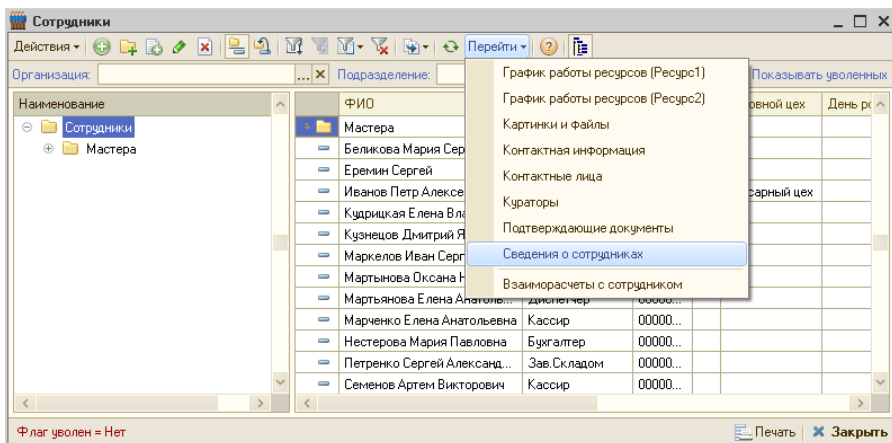 Сотрудники
Действия Перейти
Организация: ... Подразделение: Показывать уволенных
График работы ресурсов (Ресурс1)
График работы ресурсов (Ресурс2)
Картинки и файлы
Контактная информация
Контактные лица
Кураторы
Подтверждающие документы
Сведения о сотрудниках
Взаиморасчеты с сотрудником
Наименование
Сотрудники
Мастера
ФИО овной цех День ро
Мастера
Беликова Мария Сер
Еремин Сергей
Иванов Петр Алексе сарный цех
Кудрицкая Елена Вла
Кузнецов Дмитрий Я
Маркелов Иван Серг
Мартынова Оксана Н
Мартьянова Елена Анатоль... Диспетчер 00000...
Марченко Елена Анатольевна Кассир 00000...
Нестерова Мария Павловна Бухгалтер 00000...
Петренко Сергей Александ... Зав.Складом 00000...
Семенов Артем Викторович Кассир 00000...
Флаг уволен = Нет Печать Закрыть